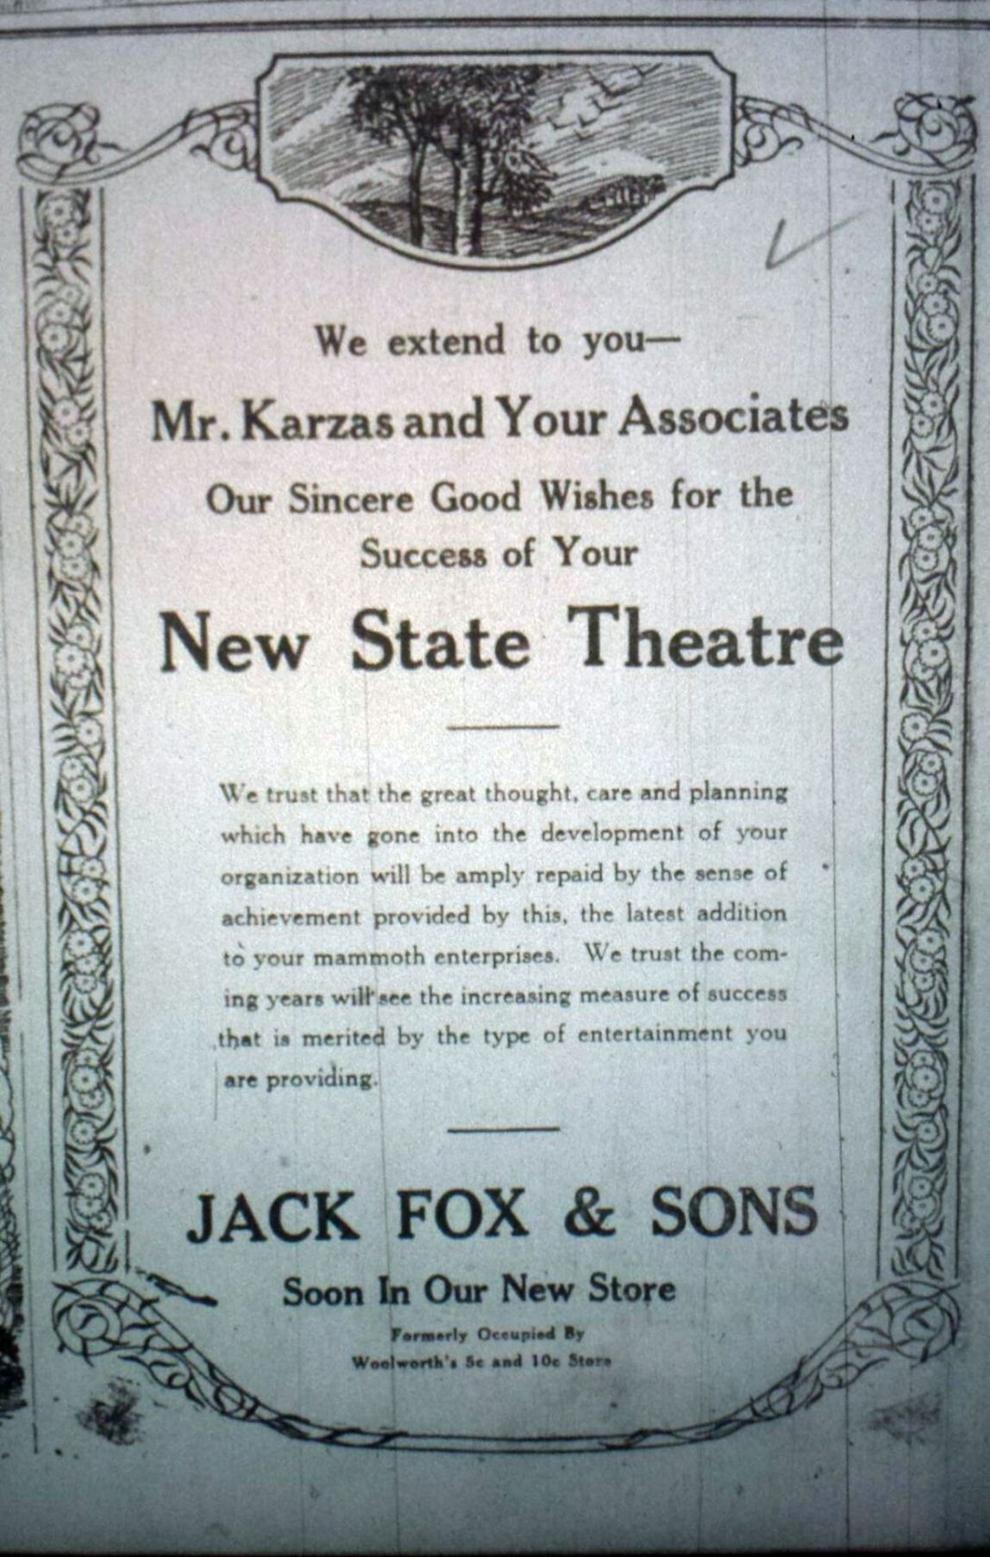 We extend to you—
Mr. Karzas and Your Associates
Our Sincere Good Wishes for the
Success of Your
New State Theatre
We trust that the great thought, care and planning
which have gone into the development of your
organization will be amply repaid by the sense of
achievement provided by this, the latest addition
to your mammoth enterprises. We trust the com-
ing years will see the increasing measure of success
that is merited by the type of entertainment you
are providing.
JACK FOX & SONS
Soon In Our New Store
Formerly Occupied By
Woolworth's 5c and 10c Store